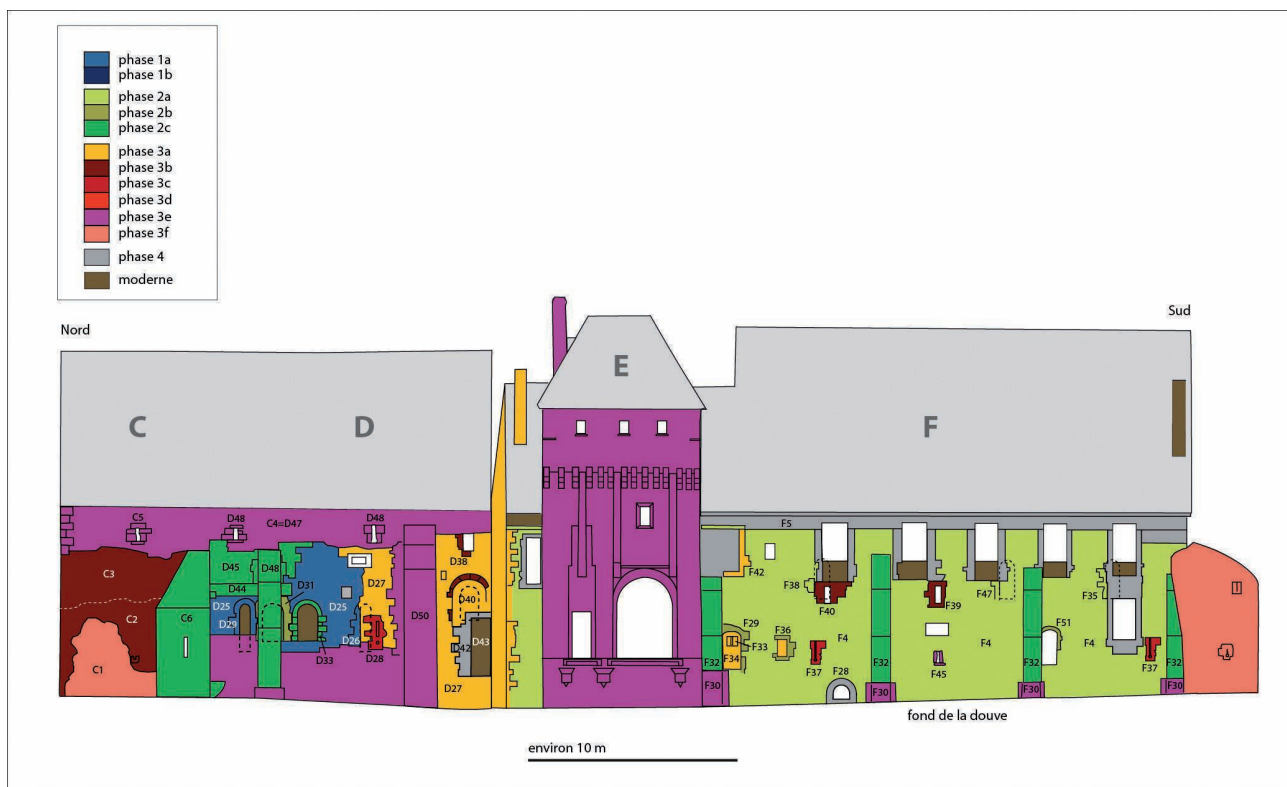 phase 1a
phase 1b
phase 2a
phase 2b
phase 2c
phase 3a
phase 3b
phase 3c
phase 3d
phase 3e
phase 3f
phase 4
moderne
Nord
Sud
C
D
E
F
C5
D48
C4=D47
D48
F5
C3
D45
D48
D44
D31
D25
D25
D29
D27
D38
D40
D26
D28
D33
C2
C1
C6
D50
D42
D43
D27
F42
F38
F40
F39
F47
F35
F29
F33
F34
F36
F37
F4
F28
F32
F30
F32
F30
F4
F45
F51
F32
F30
F4
F37
F32
F30
fond de la douve
environ 10 m